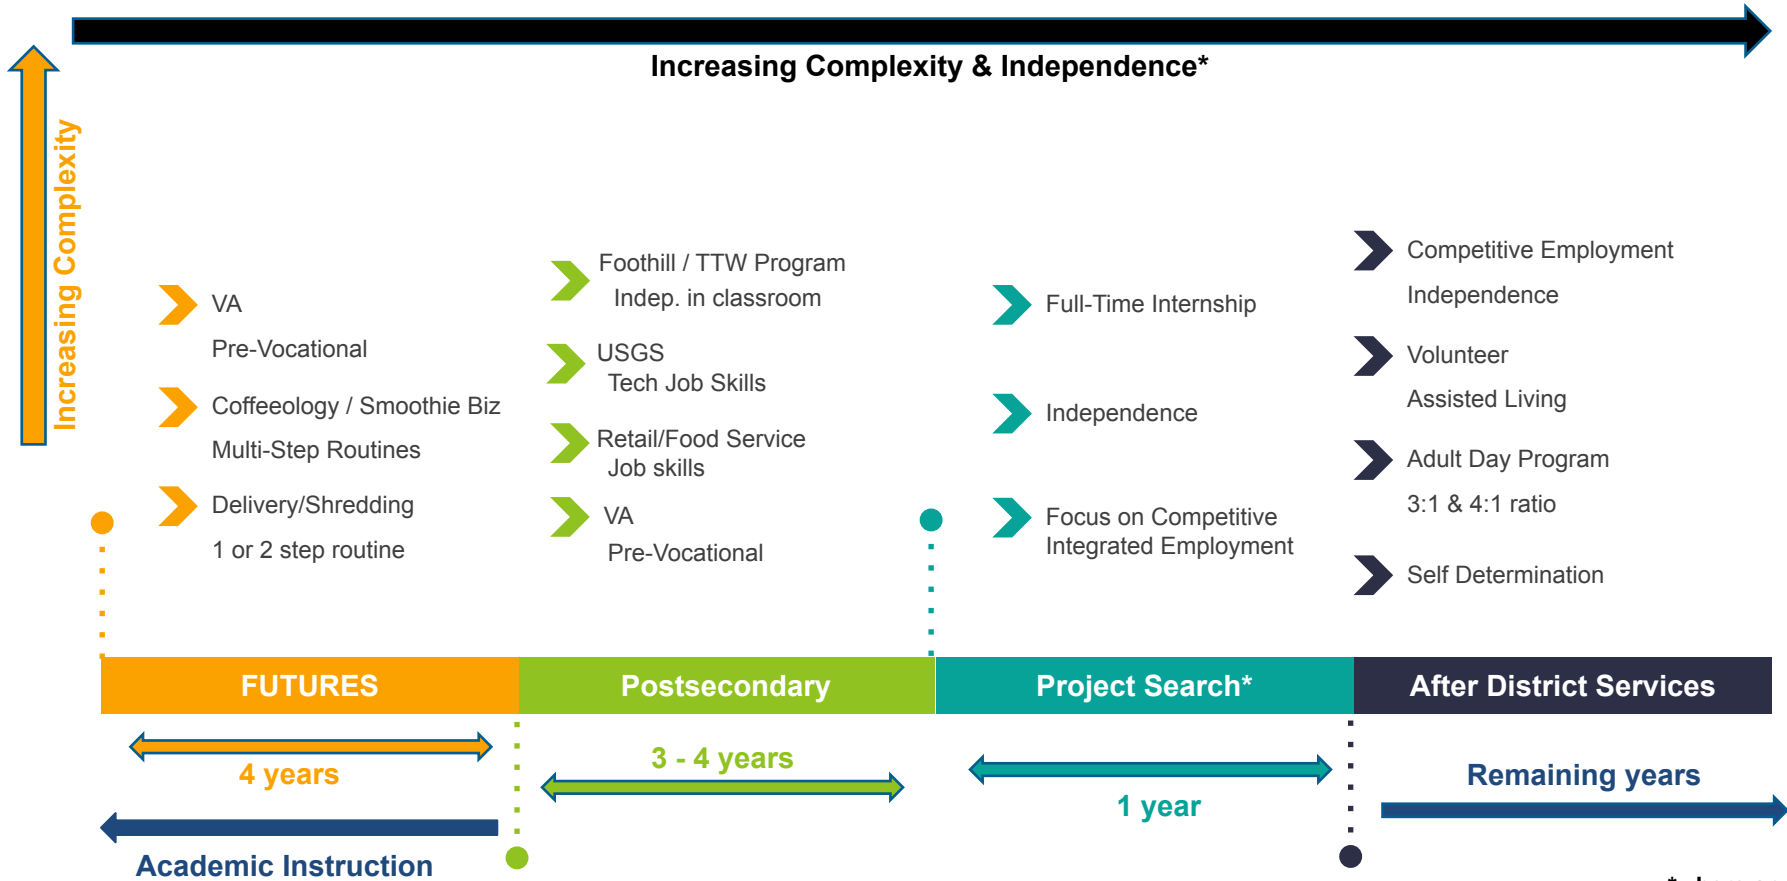 Increasing Complexity & Independence*
Increasing Complexity
VA
Pre-Vocational
Coffeeology / Smoothie Biz
Multi-Step Routines
Delivery/Shredding
1 or 2 step routine
Foothill / TTW Program
Indep. in classroom
USGS
Tech Job Skills
Retail/Food Service
Job skills
VA
Pre-Vocational
Full-Time Internship
Independence
Focus on Competitive
Integrated Employment
Competitive Employment
Independence
Volunteer
Assisted Living
Adult Day Program
3:1 & 4:1 ratio
Self Determination
FUTURES
Postsecondary
Project Search*
After District Services
4 years
3 - 4 years
1 year
Remaining years
Academic Instruction